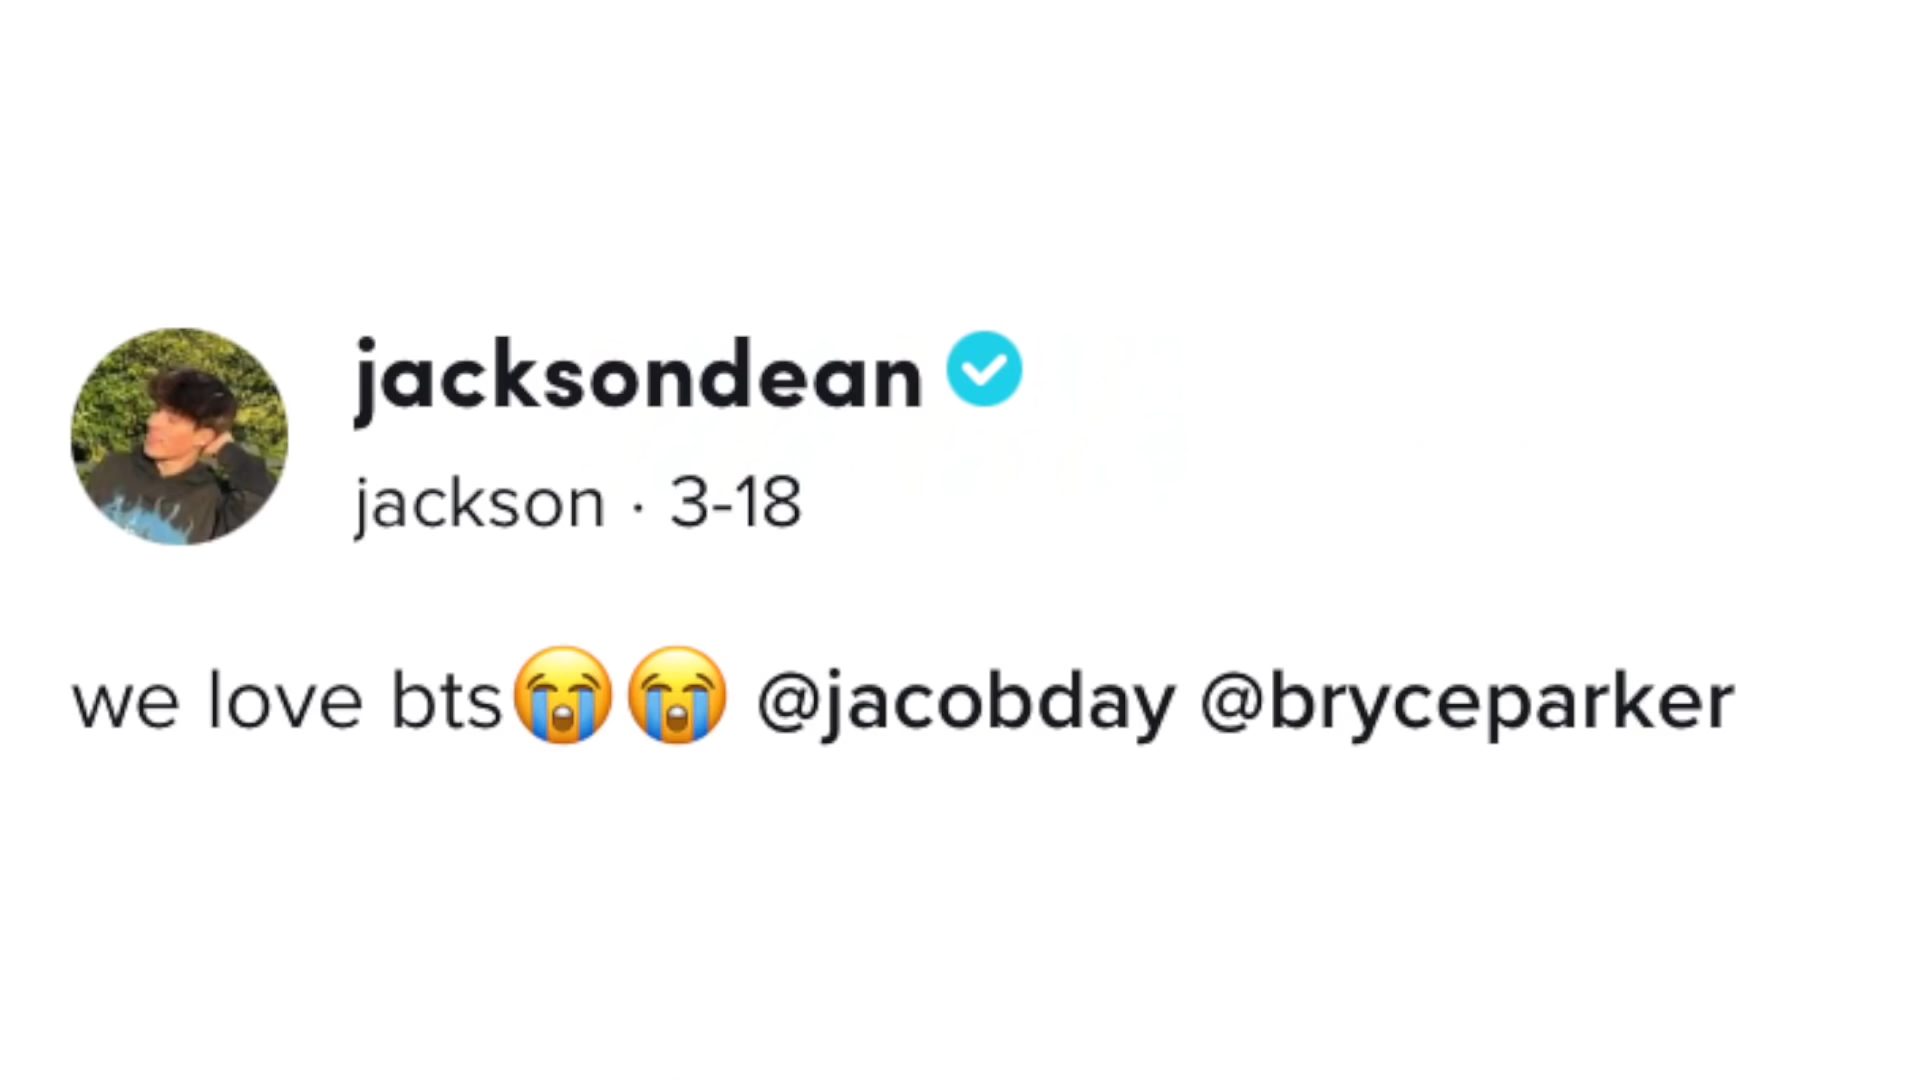 jacksondean
jackson · 3-18
we love bts😭😭 @jacobday @bryceparker